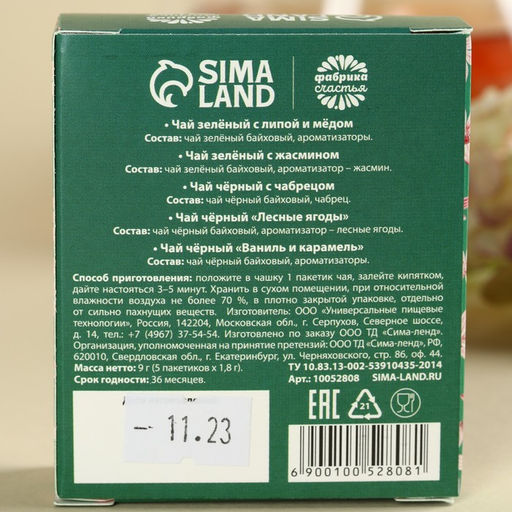 SIMA
LAND
фабрика
счастья
• Чай зелёный с липой и мёдом
Состав: чай зелёный байховый, ароматизаторы.
• Чай зелёный с жасмином
Состав: чай зелёный байховый, ароматизатор – жасмин.
• Чай чёрный с чабрецом
Состав: чай чёрный байховый, чабрец.
• Чай чёрный «Лесные ягоды»
Состав: чай чёрный байховый, ароматизатор – лесные ягоды.
• Чай чёрный «Ваниль и карамель»
Состав: чай чёрный байховый, ароматизаторы.
Способ приготовления: положите в чашку 1 пакетик чая, залейте кипятком,
дайте настояться 3–5 минут. Хранить в сухом помещении, при относительной
влажности воздуха не более 70 %, в плотно закрытой упаковке, отдельно
от сильно пахнущих веществ. Изготовлено: ООО «Универсальные пищевые
технологии», Россия, 142204, Московская обл., г. Серпухов, Северное шоссе,
д. 14, тел.: +7 (4967) 37-54-54. Изготовлено по заказу ООО ТД «Сима-ленд».
Организация, уполномоченная на принятие претензий: ООО ТД «Сима-ленд», РФ,
620010, Свердловская обл., г. Екатеринбург, ул. Черняховского, стр. 86, оф. 44.
Масса нетто: 9 г (5 пакетиков x 1,8 г). ТУ 10.83.13-002-53910435-2014
Срок годности: 36 месяцев. Арт.: 10052808 SIMA-LAND.RU
EAC 21
– 11.23
6 900100 528081